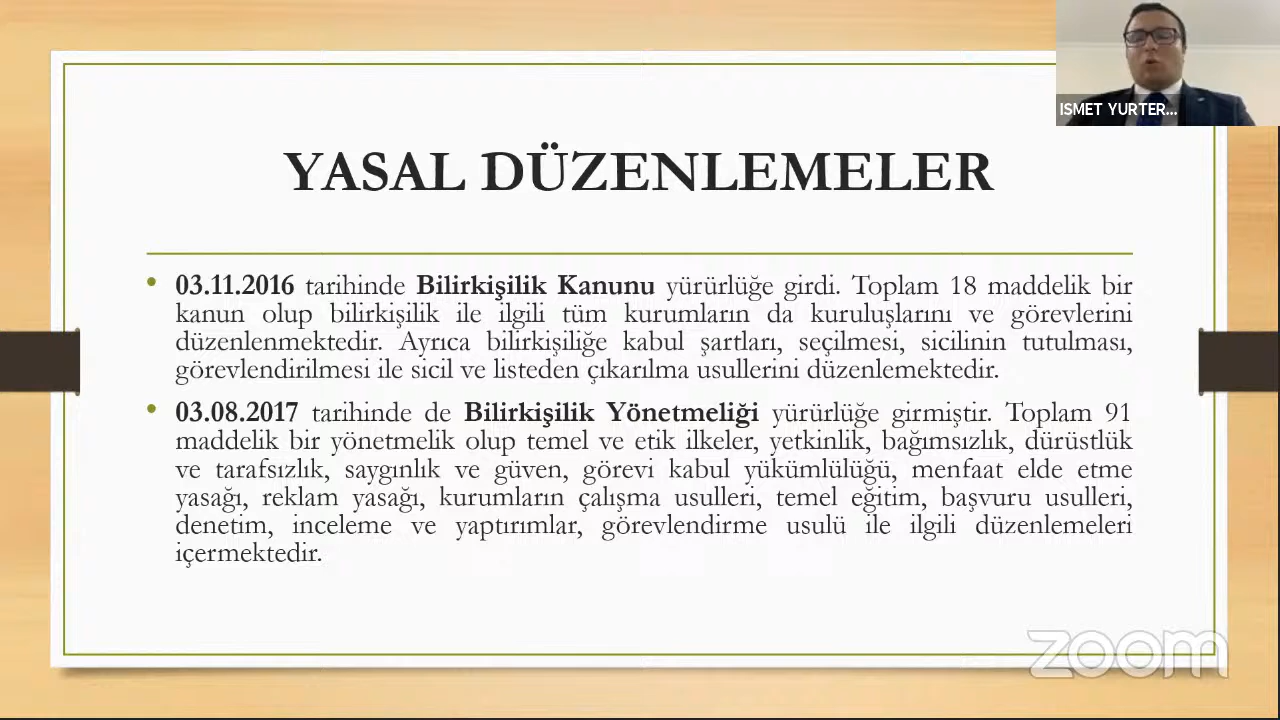 ISMET YURTER...
YASAL DÜZENLEMELER
• 03.11.2016 tarihinde Bilirkişilik Kanunu yürürlüğe girdi. Toplam 18 maddelik bir
kanun olup bilirkişilik ile ilgili tüm kurumların da kuruluşlarını ve görevlerini
düzenlenmektedir. Ayrıca bilirkişiliğe kabul şartları, seçilmesi, sicilinin tutulması,
görevlendirilmesi ile sicil ve listeden çıkarılma usullerini düzenlemektedir.
• 03.08.2017 tarihinde de Bilirkişilik Yönetmeliği yürürlüğe girmiştir. Toplam 91
maddelik bir yönetmelik olup temel ve etik ilkeler, yetkinlik, bağımsızlık, dürüstlük
ve tarafsızlık, saygınlık ve güven, görevi kabul yükümlülüğü, menfaat elde etme
yasağı, reklam yasağı, kurumların çalışma usulleri, temel eğitim, başvuru usulleri,
denetim, inceleme ve yaptırımlar, görevlendirme usulü ile ilgili düzenlemeleri
içermektedir.
zoom